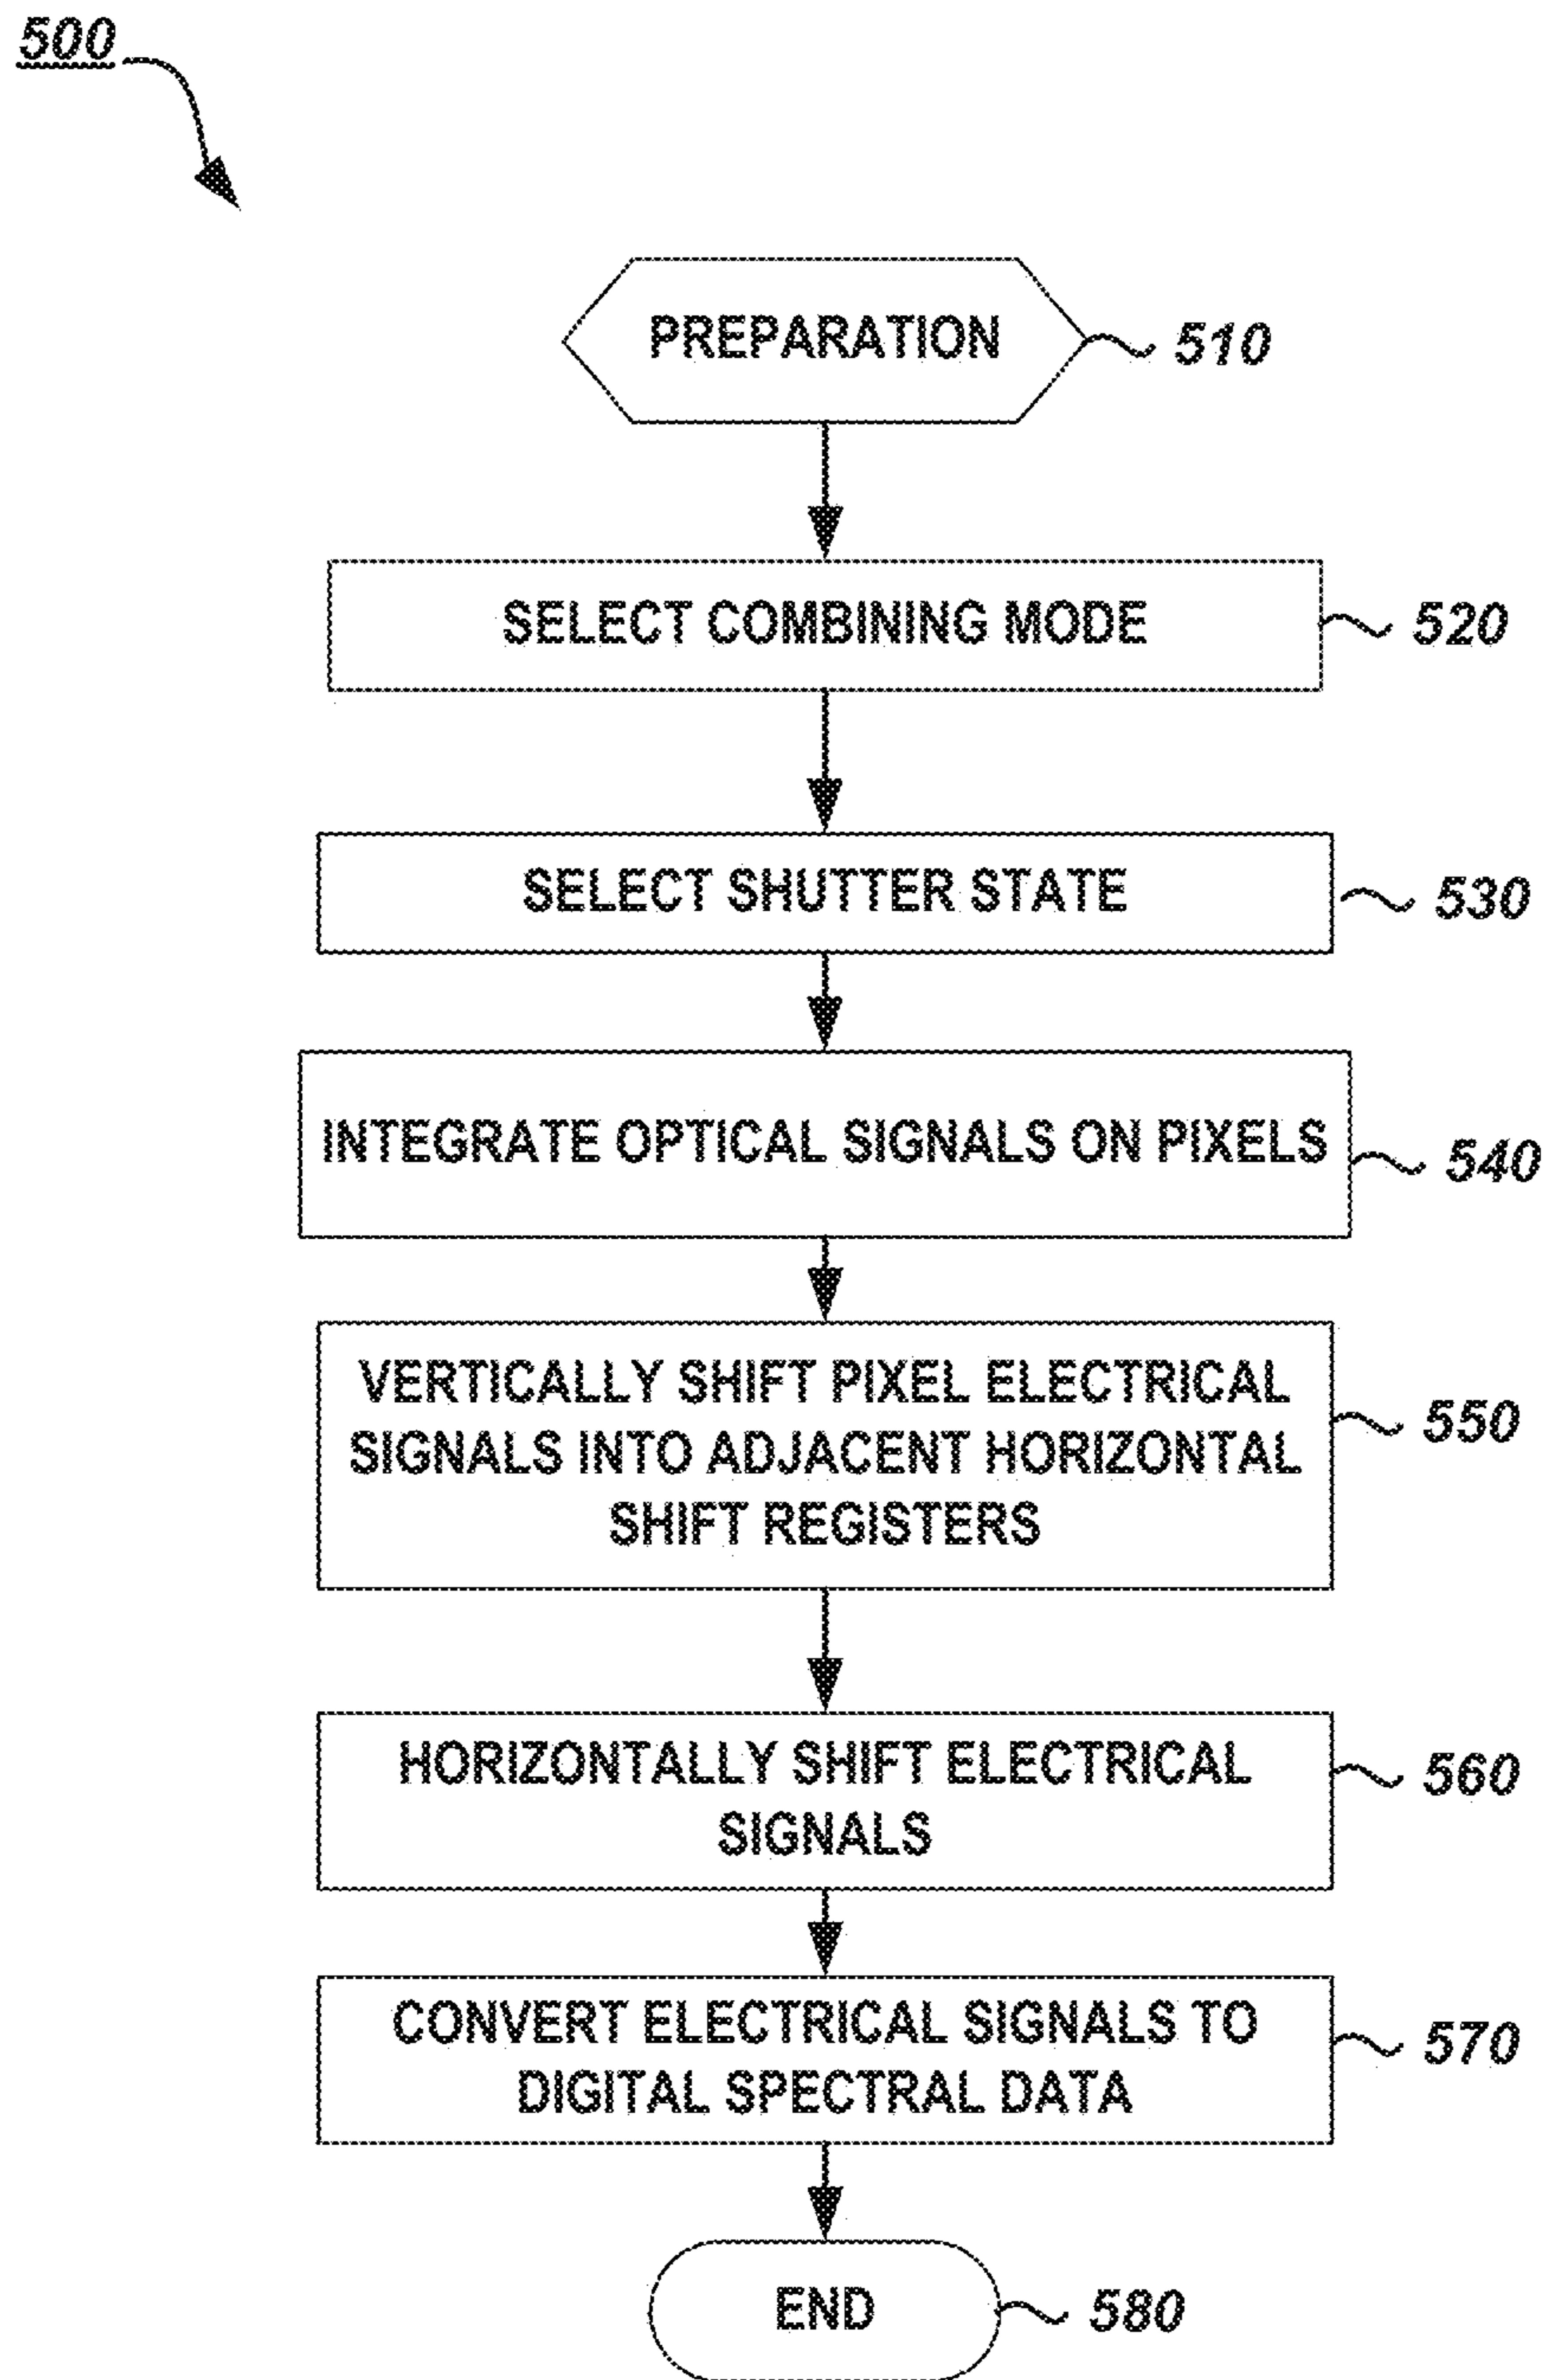 500
PREPARATION
510
SELECT COMBINING MODE
520
SELECT SHUTTER STATE
530
INTEGRATE OPTICAL SIGNALS ON PIXELS
540
VERTICALLY SHIFT PIXEL ELECTRICAL
SIGNALS INTO ADJACENT HORIZONTAL
SHIFT REGISTERS
550
HORIZONTALLY SHIFT ELECTRICAL
SIGNALS
560
CONVERT ELECTRICAL SIGNALS TO
DIGITAL SPECTRAL DATA
570
END
580